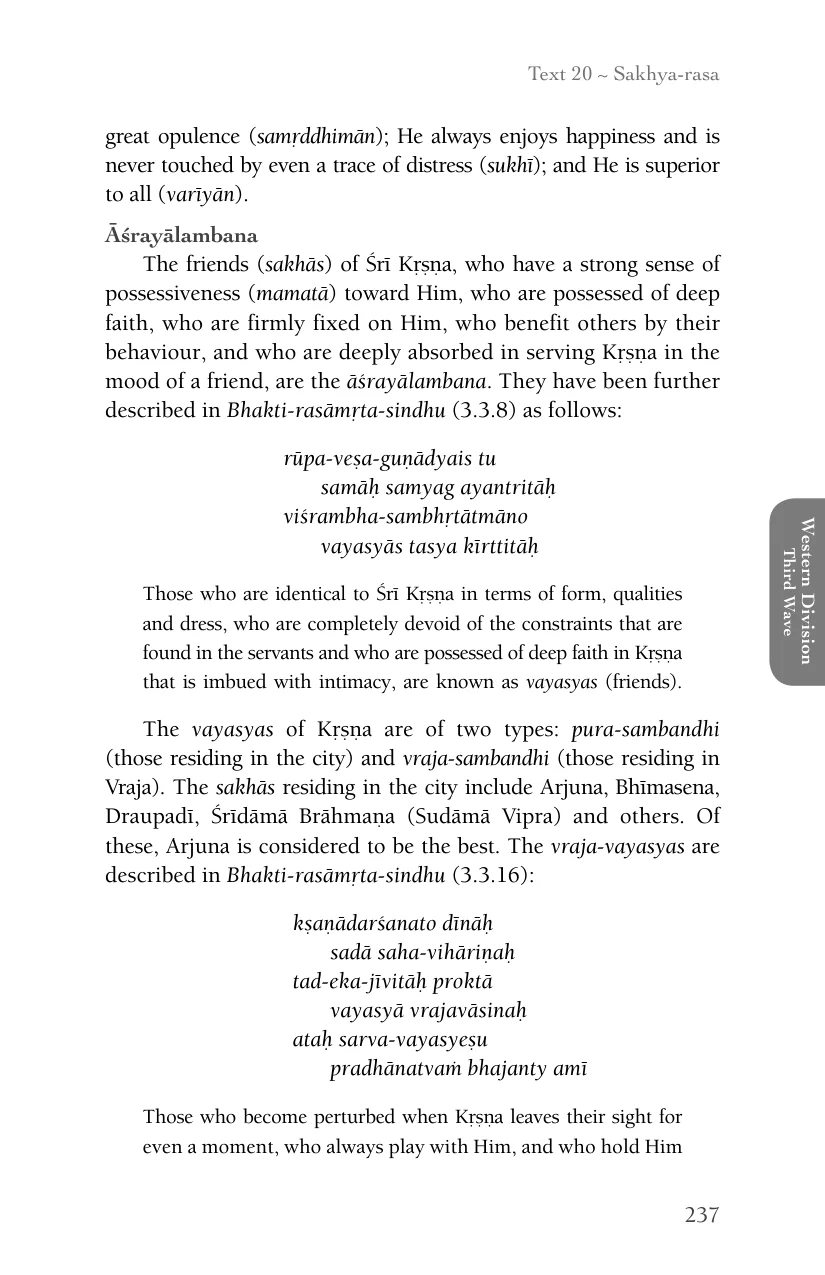 Text 20 ~ Sakhya-rasa
great opulence (samṛddhimān); He always enjoys happiness and is
never touched by even a trace of distress (sukhī); and He is superior
to all (varīyān).
Āśrayālambana
The friends (sakhās) of Śrī Kṛṣṇa, who have a strong sense of
possessiveness (mamatā) toward Him, who are possessed of deep
faith, who are firmly fixed on Him, who benefit others by their
behaviour, and who are deeply absorbed in serving Kṛṣṇa in the
mood of a friend, are the āśrayālambana. They have been further
described in Bhakti-rasāmṛta-sindhu (3.3.8) as follows:
rūpa-veṣa-guṇādyais tu
samāḥ samyag ayantritāḥ
viśrambha-sambhṛtātmāno
vayasyās tasya kīrttitāḥ
Those who are identical to Śrī Kṛṣṇa in terms of form, qualities
and dress, who are completely devoid of the constraints that are
found in the servants and who are possessed of deep faith in Kṛṣṇa
that is imbued with intimacy, are known as vayasyas (friends).
The vayasyas of Kṛṣṇa are of two types: pura-sambandhi
(those residing in the city) and vraja-sambandhi (those residing in
Vraja). The sakhās residing in the city include Arjuna, Bhīmasena,
Draupadī, Śrīdāmā Brāhmaṇa (Sudāmā Vipra) and others. Of
these, Arjuna is considered to be the best. The vraja-vayasyas are
described in Bhakti-rasāmṛta-sindhu (3.3.16):
kṣaṇādarśanato dīnāḥ
sadā saha-vihāriṇaḥ
tad-eka-jīvitāḥ proktā
vayasyā vrajavāsinaḥ
ataḥ sarva-vayasyeṣu
pradhānatvaṁ bhajanty amī
Those who become perturbed when Kṛṣṇa leaves their sight for
even a moment, who always play with Him, and who hold Him
Western Division
Third Wave
237